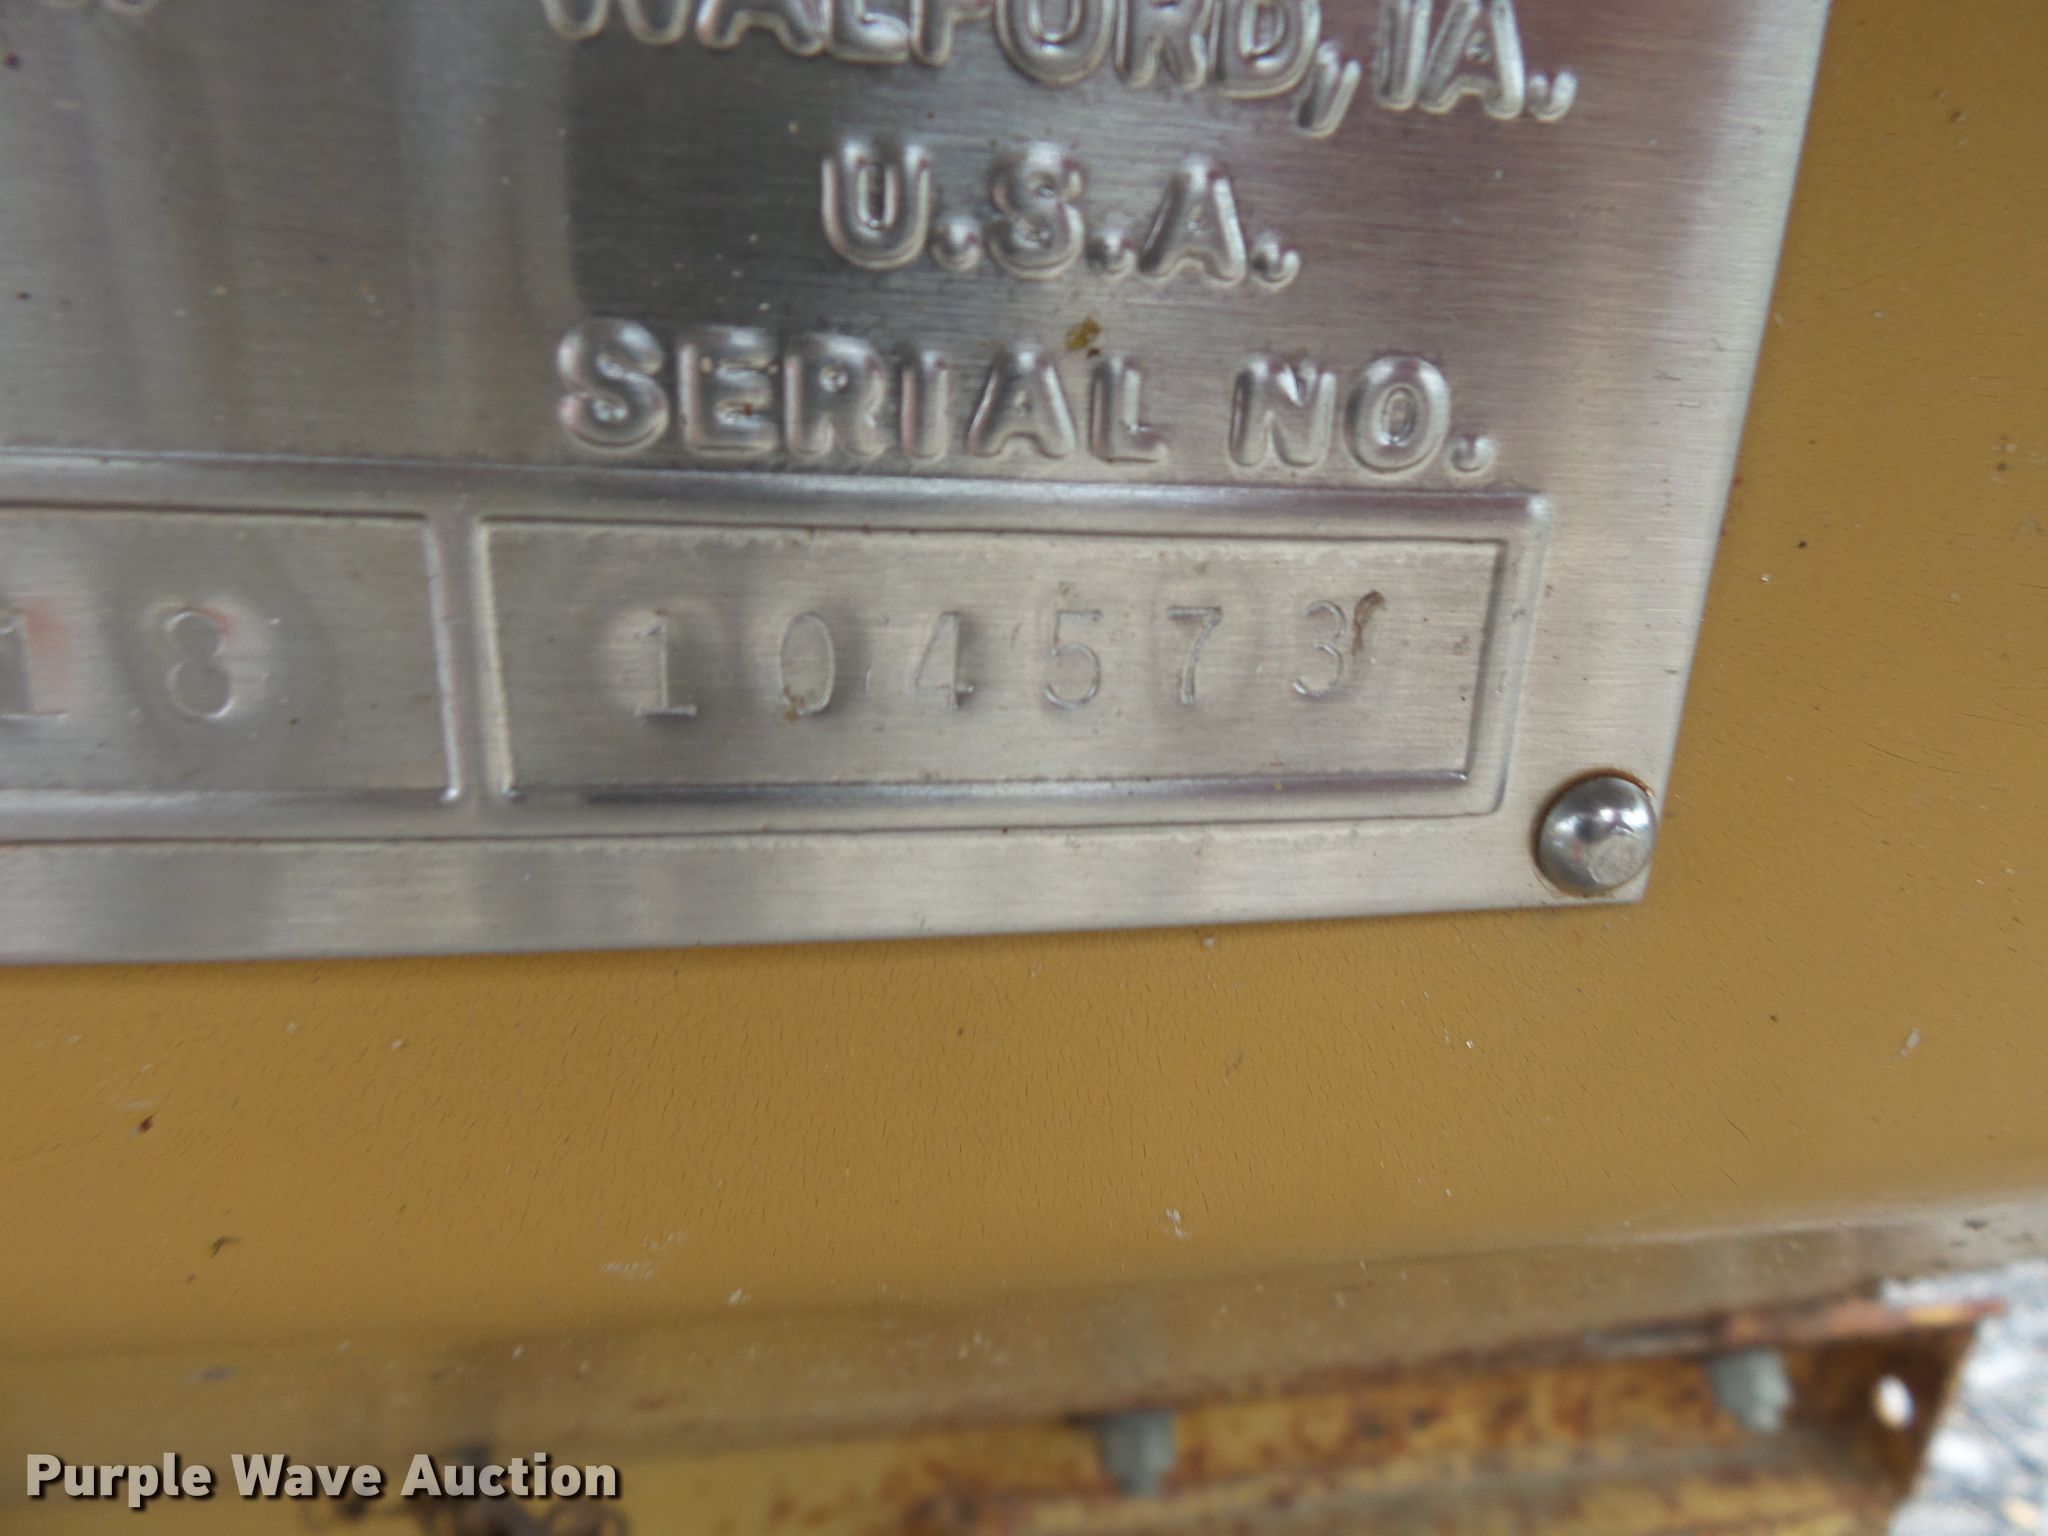 WALFORD, IA.
U.S.A.
SERIAL NO.
18 104573
Purple Wave Auction